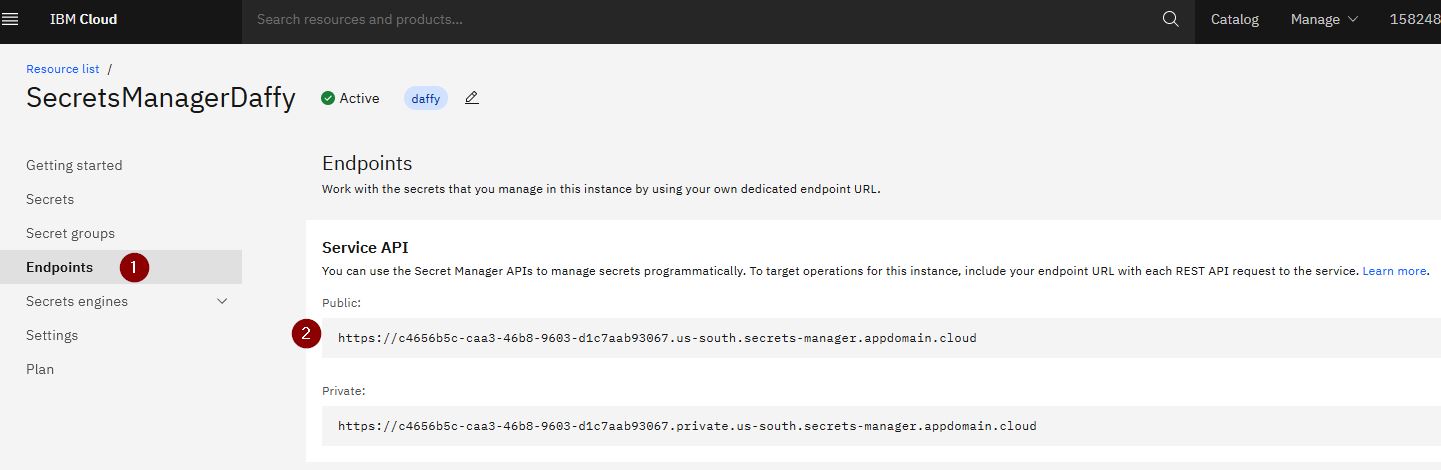 IBM Cloud Search resources and products... Catalog Manage 158248
Resource list /
SecretsManagerDaffy Active daffy
Getting started
Secrets
Secret groups
Endpoints 1
Secrets engines
Settings
Plan
Endpoints
Work with the secrets that you manage in this instance by using your own dedicated endpoint URL.
Service API
You can use the Secret Manager APIs to manage secrets programmatically. To target operations for this instance, include your endpoint URL with each REST API request to the service. Learn more.
Public:
2 https://c4656b5c-caa3-46b8-9603-d1c7aab93067.us-south.secrets-manager.appdomain.cloud
Private:
https://c4656b5c-caa3-46b8-9603-d1c7aab93067.private.us-south.secrets-manager.appdomain.cloud